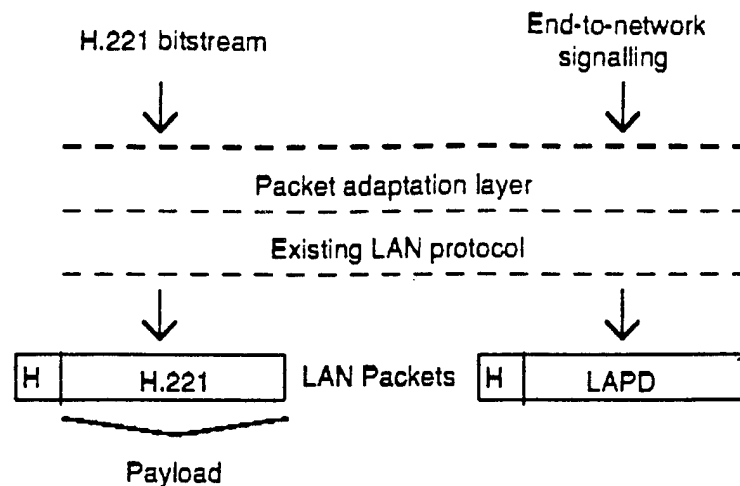 H.221 bitstream
End-to-network
signalling
Packet adaptation layer
Existing LAN protocol
H H.221 LAN Packets H LAPD
Payload